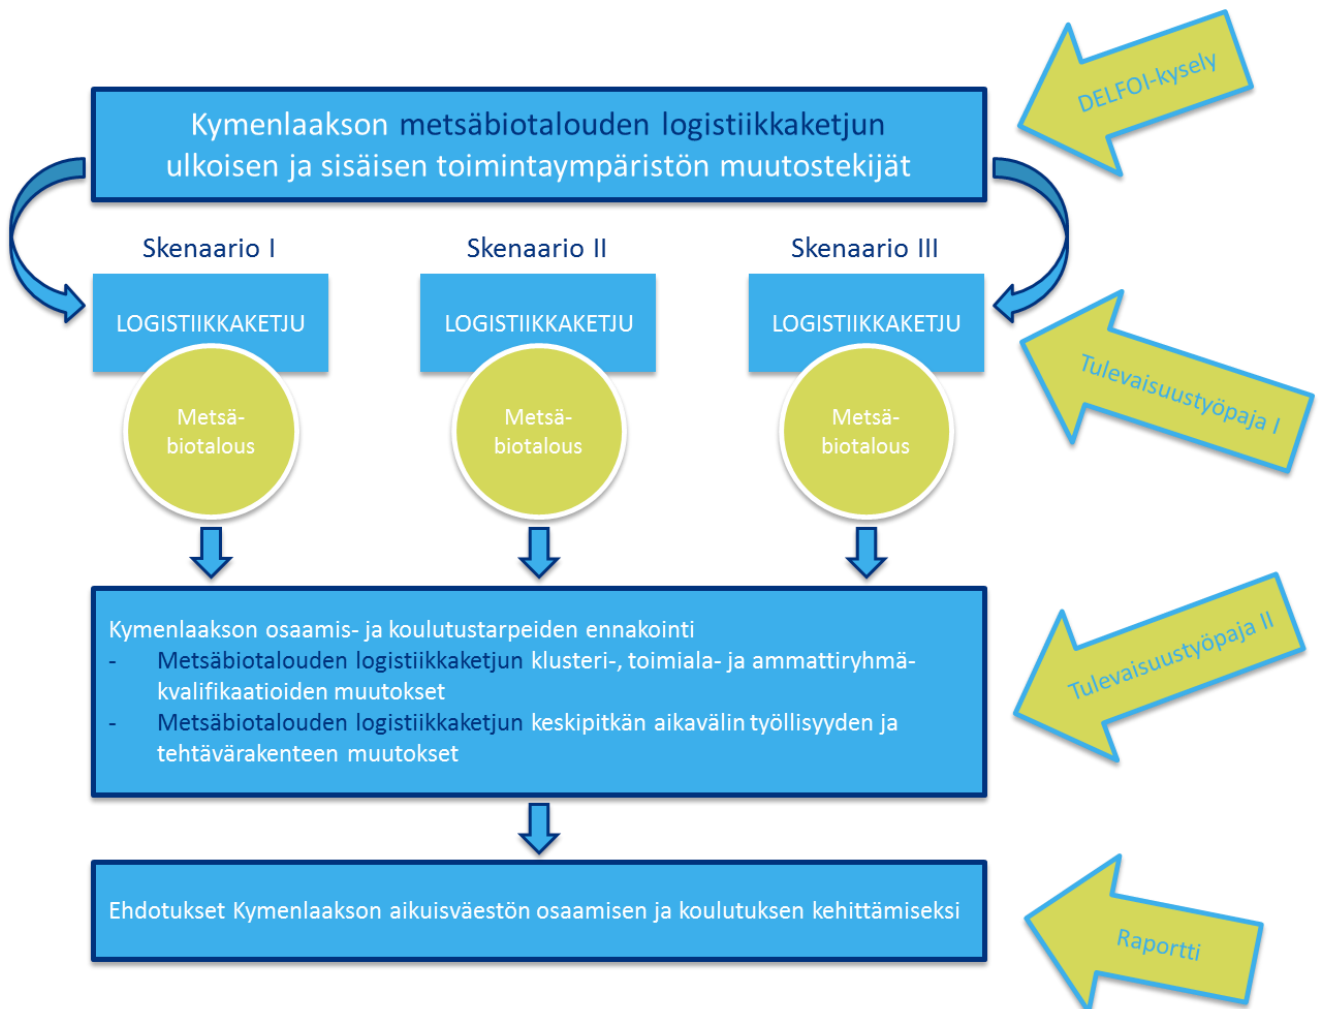 DELFOI-kysely
Kymenlaakson metsäbiotalouden logistiikkaketjun
ulkoisen ja sisäisen toimintaympäristön muutostekijät
Skenaario I
Skenaario II
Skenaario III
LOGISTIIKKAKETJU
LOGISTIIKKAKETJU
LOGISTIIKKAKETJU
Tulevaisuustyöpaja I
Metsä-
biotalous
Metsä-
biotalous
Metsä-
biotalous
Kymenlaakson osaamis- ja koulutustarpeiden ennakointi
- Metsäbiotalouden logistiikkaketjun klusteri-, toimiala- ja ammattiryhmä-
kvalifikaatioiden muutokset
- Metsäbiotalouden logistiikkaketjun keskipitkän aikavälin työllisyyden ja
tehtävärakenteen muutokset
Tulevaisuustyöpaja II
Ehdotukset Kymenlaakson aikuisväestön osaamisen ja koulutuksen kehittämiseksi
Raportti